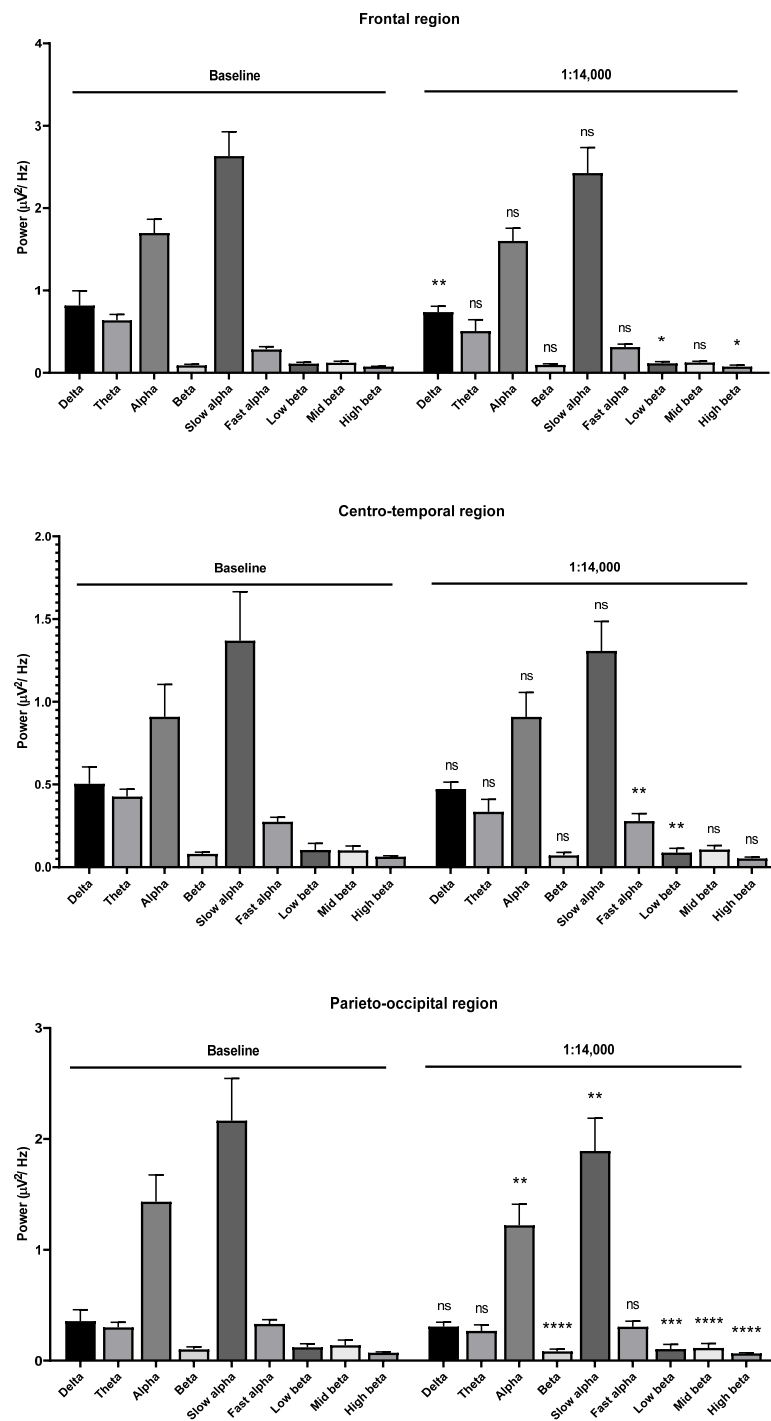 Frontal region
Baseline
1:14,000
Power (μV²/ Hz)
4
3
2
1
0
** ns ns ns ns ns * ns *
Delta Theta Alpha Beta Slow alpha Fast alpha Low beta Mid beta High beta Delta Theta Alpha Beta Slow alpha Fast alpha Low beta Mid beta High beta
Centro-temporal region
Baseline
1:14,000
Power (μV²/ Hz)
2.0
1.5
1.0
0.5
0.0
ns ns ns ns ns ** ** ns ns
Delta Theta Alpha Beta Slow alpha Fast alpha Low beta Mid beta High beta Delta Theta Alpha Beta Slow alpha Fast alpha Low beta Mid beta High beta
Parieto-occipital region
Baseline
1:14,000
Power (μV²/ Hz)
3
2
1
0
ns ns ** **** ** ns *** **** ****
Delta Theta Alpha Beta Slow alpha Fast alpha Low beta Mid beta High beta Delta Theta Alpha Beta Slow alpha Fast alpha Low beta Mid beta High beta